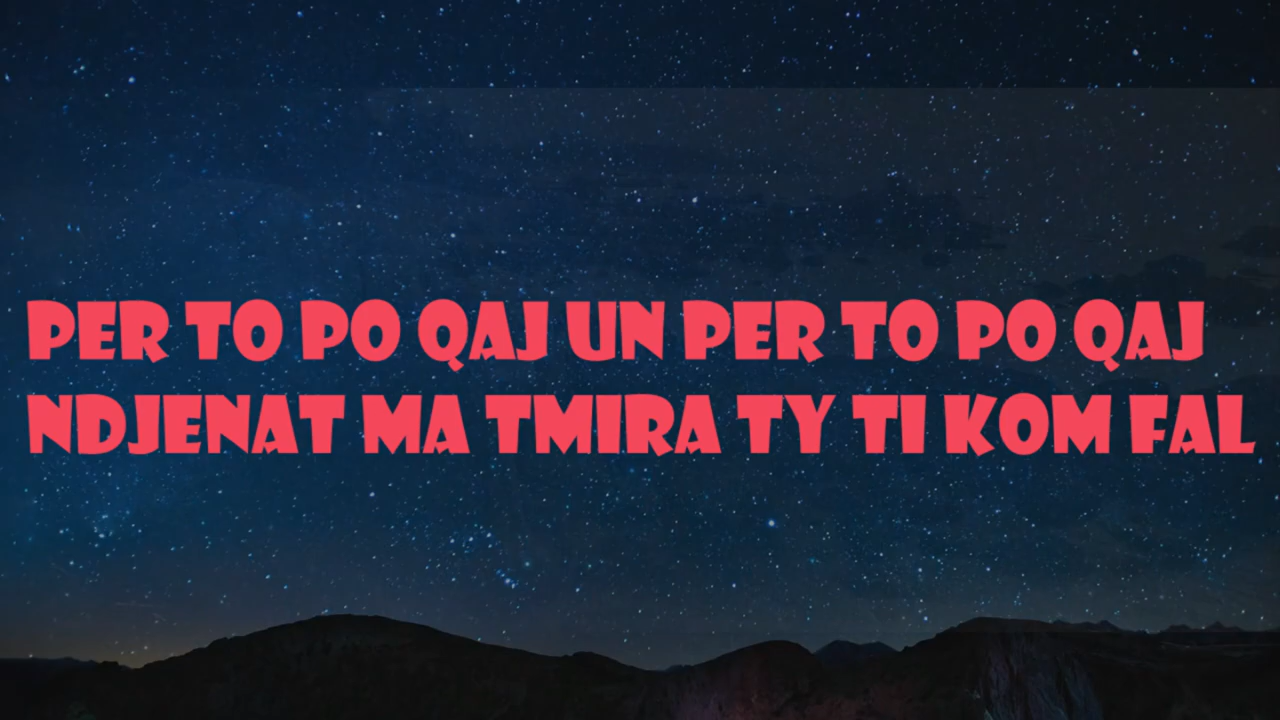 PER TO PO QAJ UN PER TO PO QAJ
NDJENAT MA TMIRA TY TI KOM FAL